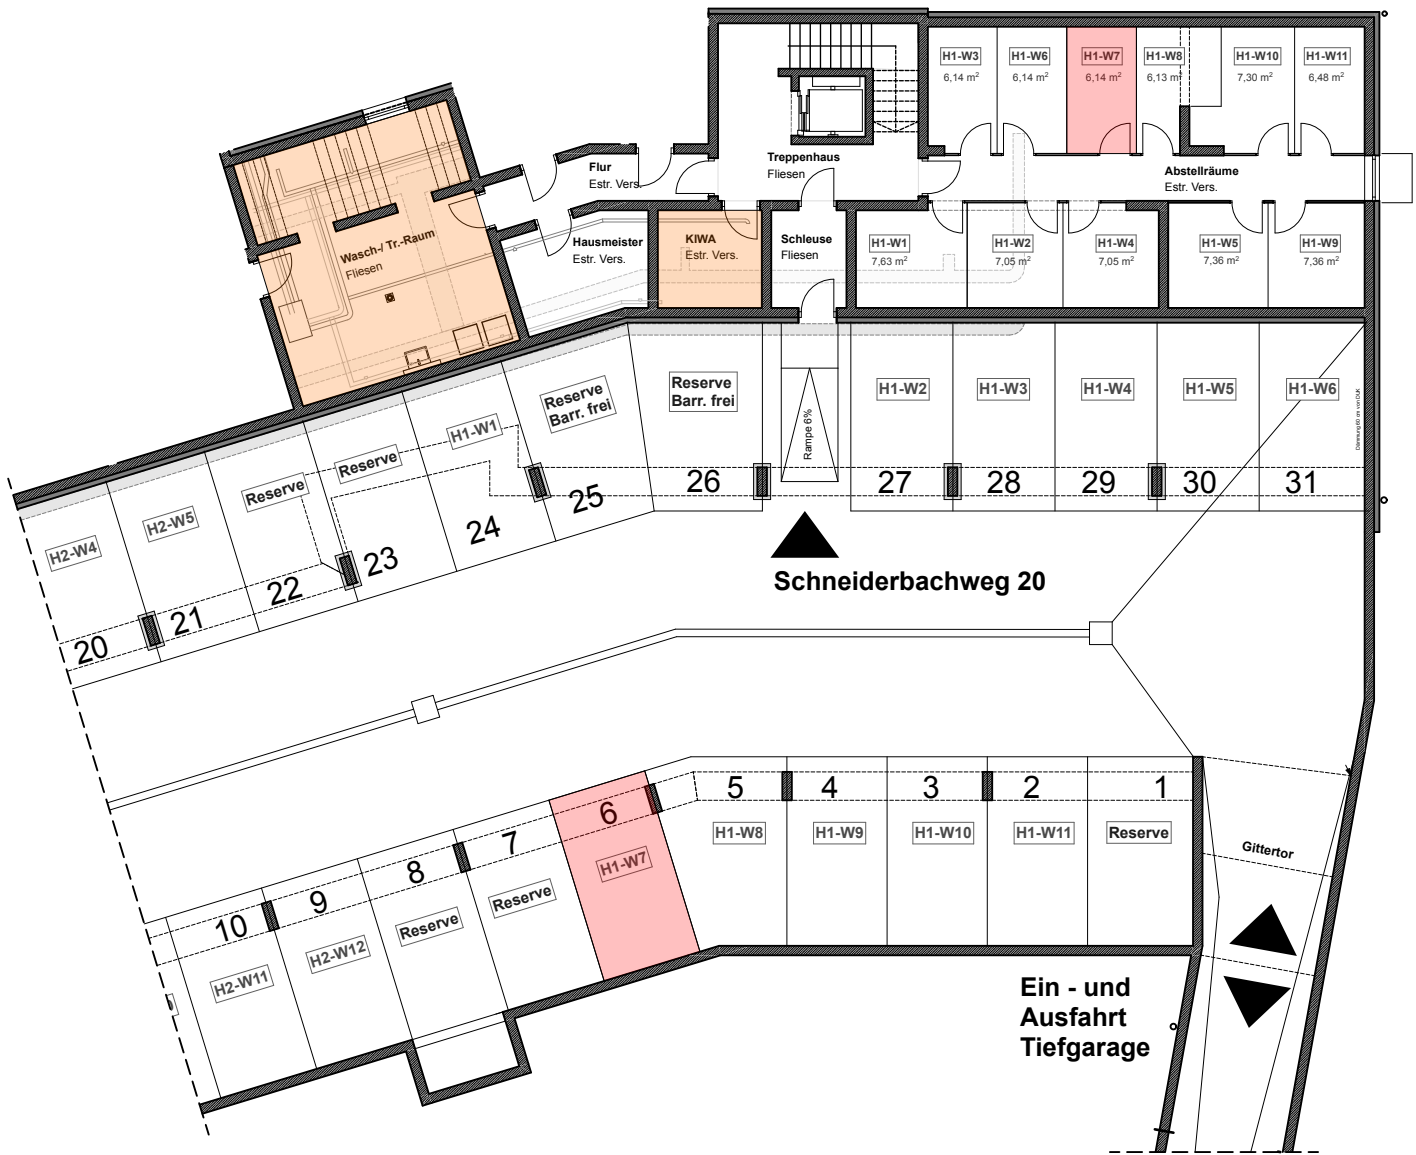 H1-W3
6,14 m²
H1-W6
6,14 m²
H1-W7
6,14 m²
H1-W8
6,13 m²
H1-W10
7,30 m²
H1-W11
6,48 m²
Flur
Estr. Vers.
Treppenhaus
Fliesen
Abstellräume
Estr. Vers.
Wasch-/ Tr.-Raum
Fliesen
Hausmeister
Estr. Vers.
KIWA
Estr. Vers.
Schleuse
Fliesen
H1-W1
7,63 m²
H1-W2
7,05 m²
H1-W4
7,05 m²
H1-W5
7,36 m²
H1-W9
7,36 m²
H2-W4
20
H2-W5
21
Reserve
22
Reserve
23
H1-W1
24
Reserve
Barr. frei
25
Reserve
Barr. frei
26
Rampe 6%
H1-W2
27
H1-W3
28
H1-W4
29
H1-W5
30
H1-W6
31
Schneiderbachweg 20
10
H2-W11
9
H2-W12
8
Reserve
7
Reserve
6
H1-W7
5
H1-W8
4
H1-W9
3
H1-W10
2
H1-W11
1
Reserve
Gittertor
Ein - und
Ausfahrt
Tiefgarage